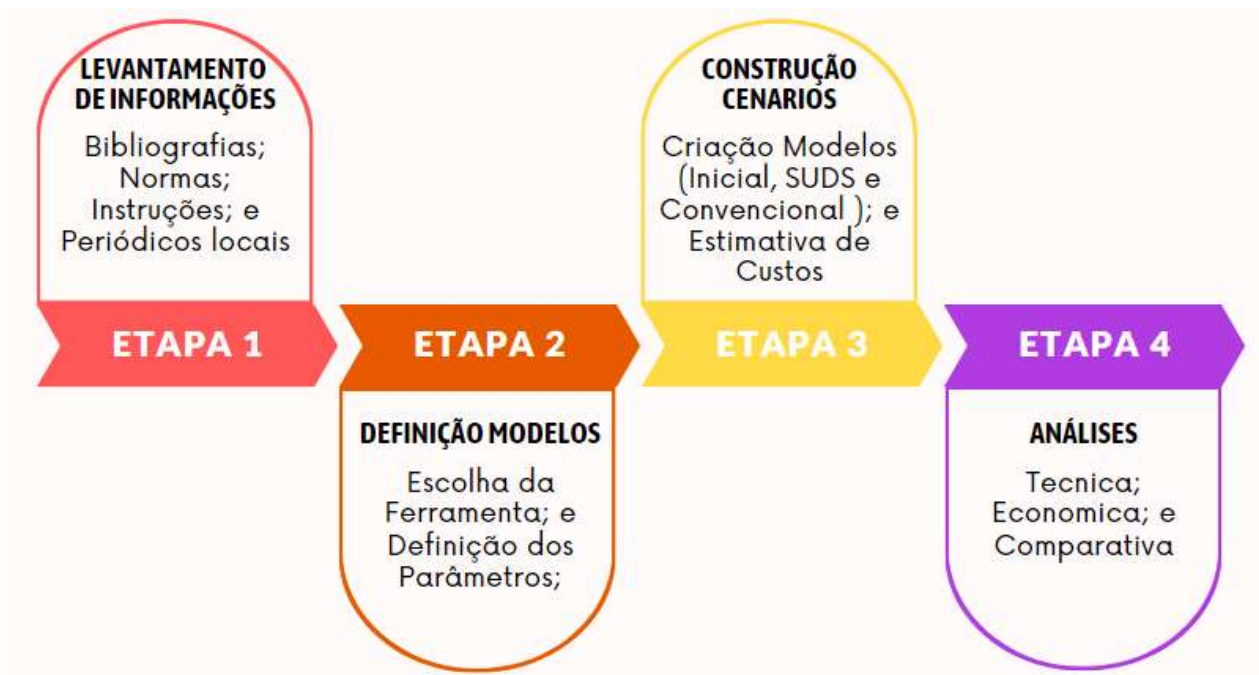 LEVANTAMENTO
DE INFORMAÇÕES
Bibliografias;
Normas;
Instruções; e
Periódicos locais
ETAPA 1
ETAPA 2
DEFINIÇÃO MODELOS
Escolha da
Ferramenta; e
Definição dos
Parâmetros;
CONSTRUÇÃO
CENARIOS
Criação Modelos
(Inicial, SUDS e
Convencional ); e
Estimativa de
Custos
ETAPA 3
ETAPA 4
ANÁLISES
Tecnica;
Economica; e
Comparativa